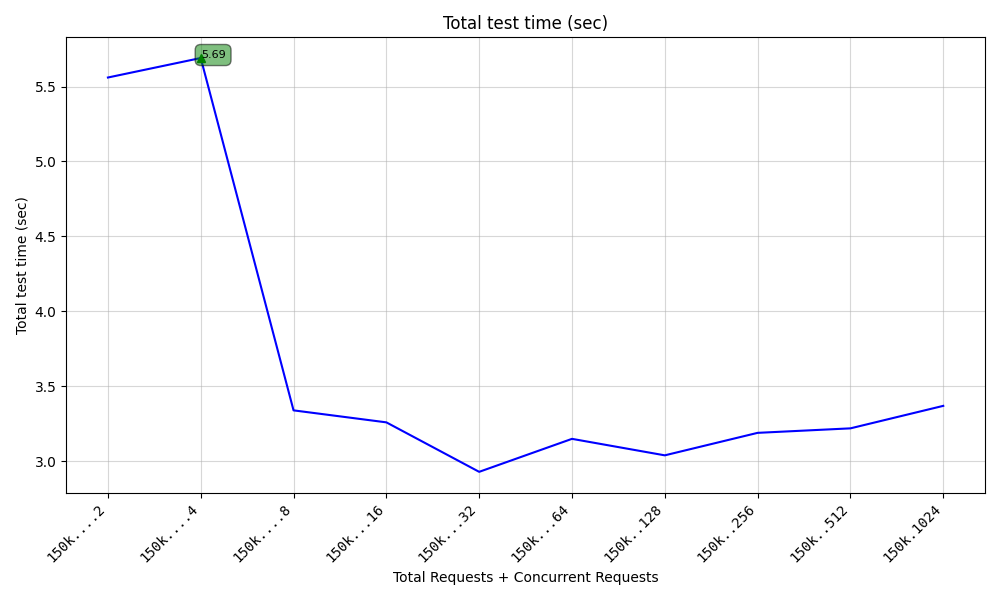 Total test time (sec)
5.69
Total test time (sec)
5.5
5.0
4.5
4.0
3.5
3.0
150k....2
150k....4
150k....8
150k...16
150k...32
150k...64
150k..128
150k..256
150k..512
150k.1024
Total Requests + Concurrent Requests